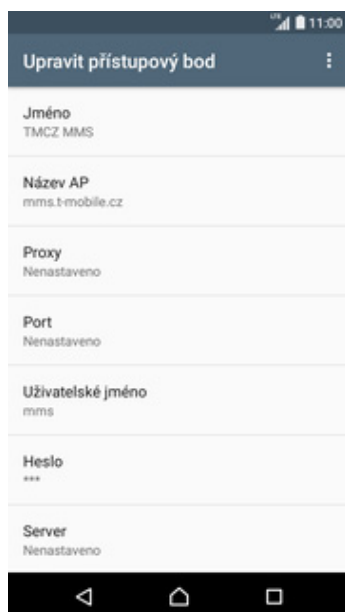 LTE 11:00
Upravit přístupový bod
Jméno
TMCZ MMS
Název AP
mms.t-mobile.cz
Proxy
Nenastaveno
Port
Nenastaveno
Uživatelské jméno
mms
Heslo
***
Server
Nenastaveno